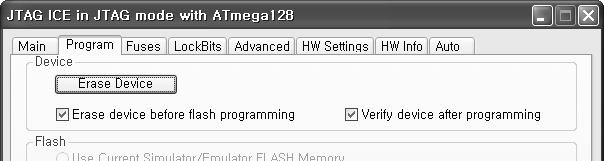 JTAG ICE in JTAG mode with ATmega128
Main Program Fuses LockBits Advanced HW Settings HW Info Auto
Device
Erase Device
Erase device before flash programming Verify device after programming
Flash
Use Current Simulator/Emulator FLASH Memory